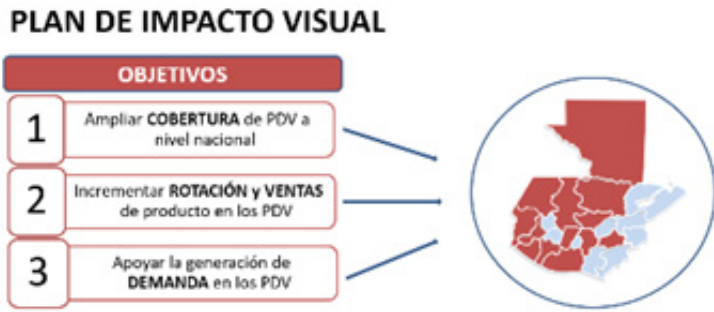 PLAN DE IMPACTO VISUAL
OBJETIVOS
1
Ampliar COBERTURA de PDV a
nivel nacional
2
Incrementar ROTACIÓN y VENTAS
de producto en los PDV
3
Apoyar la generación de
DEMANDA en los PDV